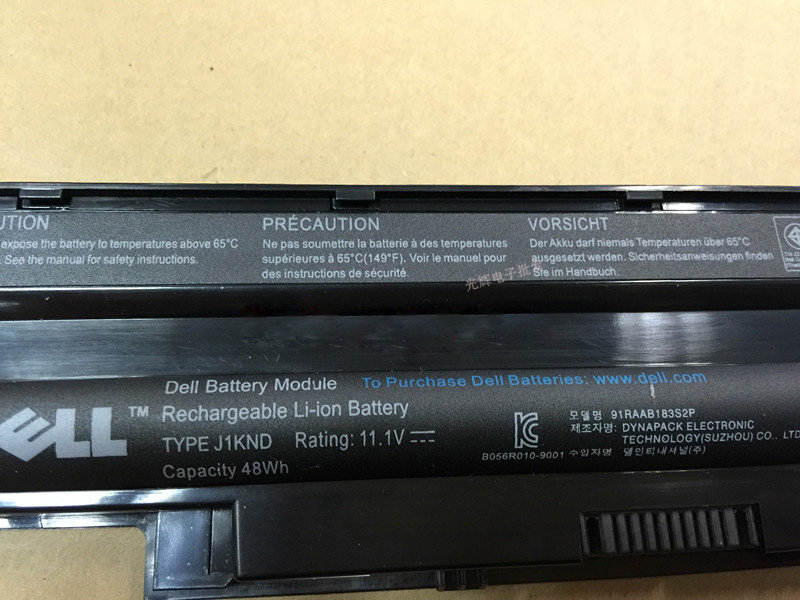 UTION
expose the battery to temperatures above 65°C
See the manual for safety instructions.
PRÉCAUTION
Ne pas soumettre la batterie à des temperatures
supérieures à 65°C(149°F). Voir le manuel pour
des instructions de sécurité.
VORSICHT
Der Akku darf niemals Temperaturen über 65°C
ausgesetzt werden. Sicherheitsanweisungen finden
Sie im Handbuch.
光辉电子批发
DELL™
Dell Battery Module
To Purchase Dell Batteries: www.dell.com
Rechargeable Li-ion Battery
TYPE J1KND Rating: 11.1V
Capacity 48Wh
B056R010-9001
모델명 91RAAB183S2P
제조자명: DYNAPACK ELECTRONIC
TECHNOLOGY(SUZHOU) CO., LTD
수입자명 델인터내셔널(주)